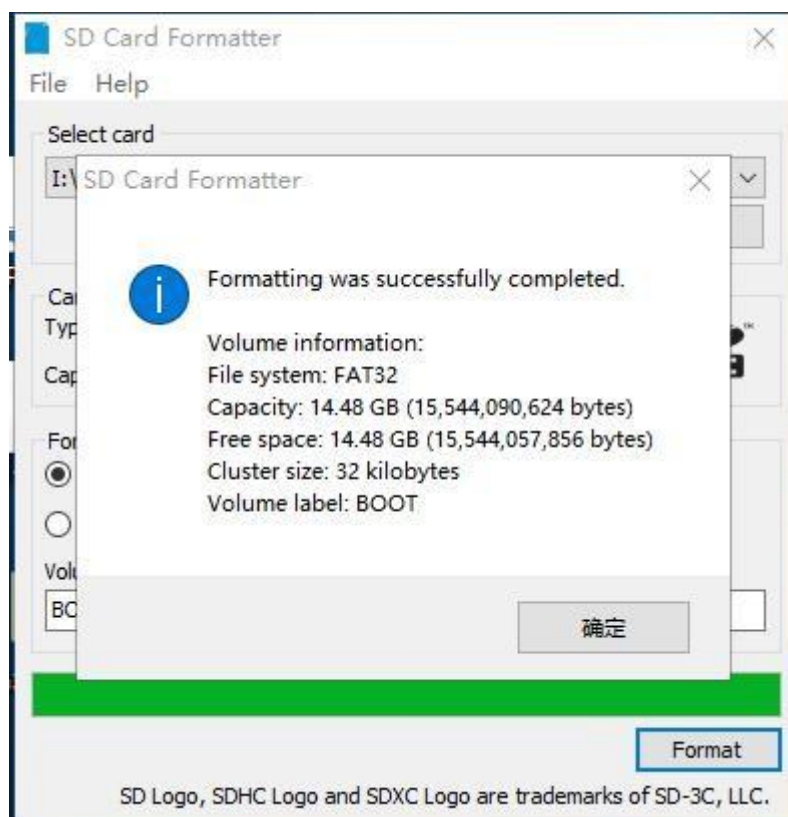 SD Card Formatter
File Help
Select card
I:\
SD Card Formatter
Formatting was successfully completed.
Volume information:
File system: FAT32
Capacity: 14.48 GB (15,544,090,624 bytes)
Free space: 14.48 GB (15,544,057,856 bytes)
Cluster size: 32 kilobytes
Volume label: BOOT
确定
Format
SD Logo, SDHC Logo and SDXC Logo are trademarks of SD-3C, LLC.